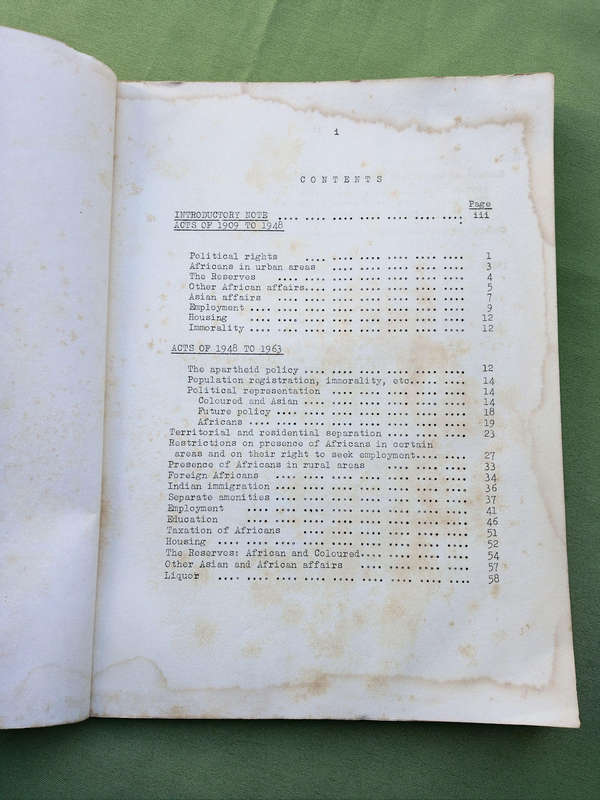 i
CONTENTS
Page
INTRODUCTORY NOTE .... .... .... .... .... .... .... iii
ACTS OF 1909 TO 1948
Political rights .... .... .... .... .... .... 1
Africans in urban areas .... .... .... .... .... 3
The Reserves .... .... .... .... .... .... .... 4
Other African affairs.... .... .... .... .... .... 5
Asian affairs .... .... .... .... .... .... .... 7
Employment .... .... .... .... .... .... .... .... 9
Housing .... .... .... .... .... .... .... .... 12
Immorality .... .... .... .... .... .... .... .... 12
ACTS OF 1948 TO 1963
The apartheid policy .... .... .... .... .... .... 12
Population registration, immorality, etc..... .... 14
Political representation .... .... .... .... .... 14
Coloured and Asian .... .... .... .... .... .... 14
Future policy .... .... .... .... .... .... .... 18
Africans .... .... .... .... .... .... .... .... 19
Territorial and residential separation .... .... .... 23
Restrictions on presence of Africans in certain
areas and on their right to seek employment.... .... 27
Presence of Africans in rural areas .... .... .... 33
Foreign Africans .... .... .... .... .... .... .... 34
Indian immigration .... .... .... .... .... .... .... 36
Separate amenities .... .... .... .... .... .... .... 37
Employment .... .... .... .... .... .... .... .... 41
Education .... .... .... .... .... .... .... .... 46
Taxation of Africans .... .... .... .... .... .... 51
Housing .... .... .... .... .... .... .... .... .... 52
The Reserves: African and Coloured.... .... .... .... 54
Other Asian and African affairs .... .... .... .... 57
Liquor .... .... .... .... .... .... .... .... .... 58